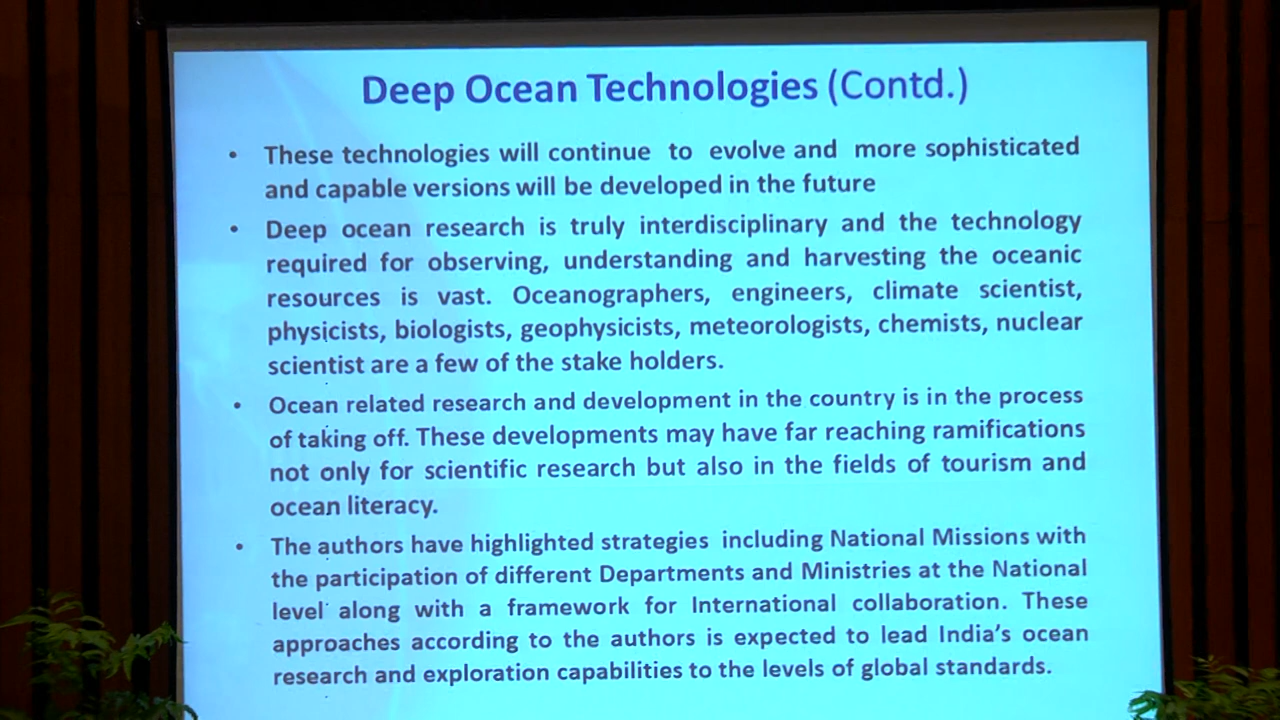 Deep Ocean Technologies (Contd.)
• These technologies will continue to evolve and more sophisticated
and capable versions will be developed in the future
• Deep ocean research is truly interdisciplinary and the technology
required for observing, understanding and harvesting the oceanic
resources is vast. Oceanographers, engineers, climate scientist,
physicists, biologists, geophysicists, meteorologists, chemists, nuclear
scientist are a few of the stake holders.
• Ocean related research and development in the country is in the process
of taking off. These developments may have far reaching ramifications
not only for scientific research but also in the fields of tourism and
ocean literacy.
• The authors have highlighted strategies including National Missions with
the participation of different Departments and Ministries at the National
level along with a framework for International collaboration. These
approaches according to the authors is expected to lead India's ocean
research and exploration capabilities to the levels of global standards.